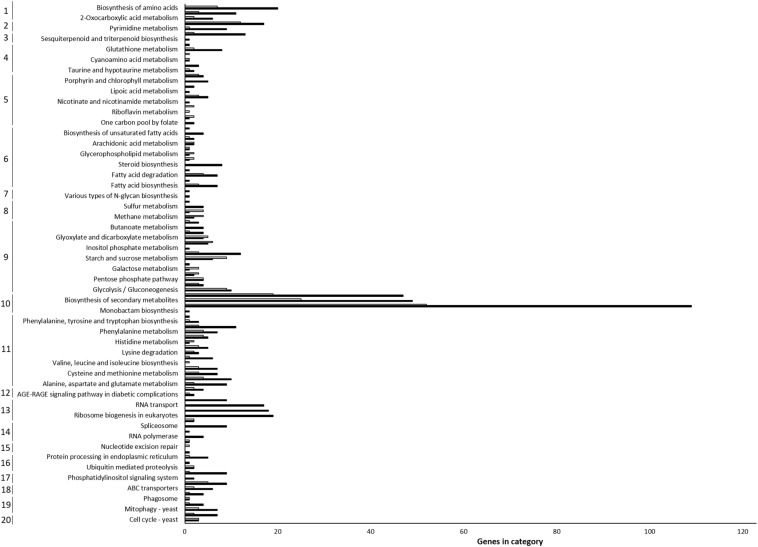 1
Biosynthesis of amino acids
2-Oxocarboxylic acid metabolism
2
Pyrimidine metabolism
3
Sesquiterpenoid and triterpenoid biosynthesis
Glutathione metabolism
4
Cyanoamino acid metabolism
Taurine and hypotaurine metabolism
Porphyrin and chlorophyll metabolism
Lipoic acid metabolism
5
Nicotinate and nicotinamide metabolism
Riboflavin metabolism
One carbon pool by folate
Biosynthesis of unsaturated fatty acids
Arachidonic acid metabolism
6
Glycerophospholipid metabolism
Steroid biosynthesis
Fatty acid degradation
Fatty acid biosynthesis
7
Various types of N-glycan biosynthesis
Sulfur metabolism
8
Methane metabolism
Butanoate metabolism
Glyoxylate and dicarboxylate metabolism
Inositol phosphate metabolism
9
Starch and sucrose metabolism
Galactose metabolism
Pentose phosphate pathway
Glycolysis / Gluconeogenesis
10
Biosynthesis of secondary metabolites
Monobactam biosynthesis
Phenylalanine, tyrosine and tryptophan biosynthesis
Phenylalanine metabolism
Histidine metabolism
11
Lysine degradation
Valine, leucine and isoleucine biosynthesis
Cysteine and methionine metabolism
Alanine, aspartate and glutamate metabolism
12
AGE-RAGE signaling pathway in diabetic complications
RNA transport
13
Ribosome biogenesis in eukaryotes
Spliceosome
14
RNA polymerase
15
Nucleotide excision repair
Protein processing in endoplasmic reticulum
16
Ubiquitin mediated proteolysis
17
Phosphatidylinositol signaling system
18
ABC transporters
Phagosome
19
Mitophagy - yeast
20
Cell cycle - yeast
0 20 40 60 80 100 120
Genes in category